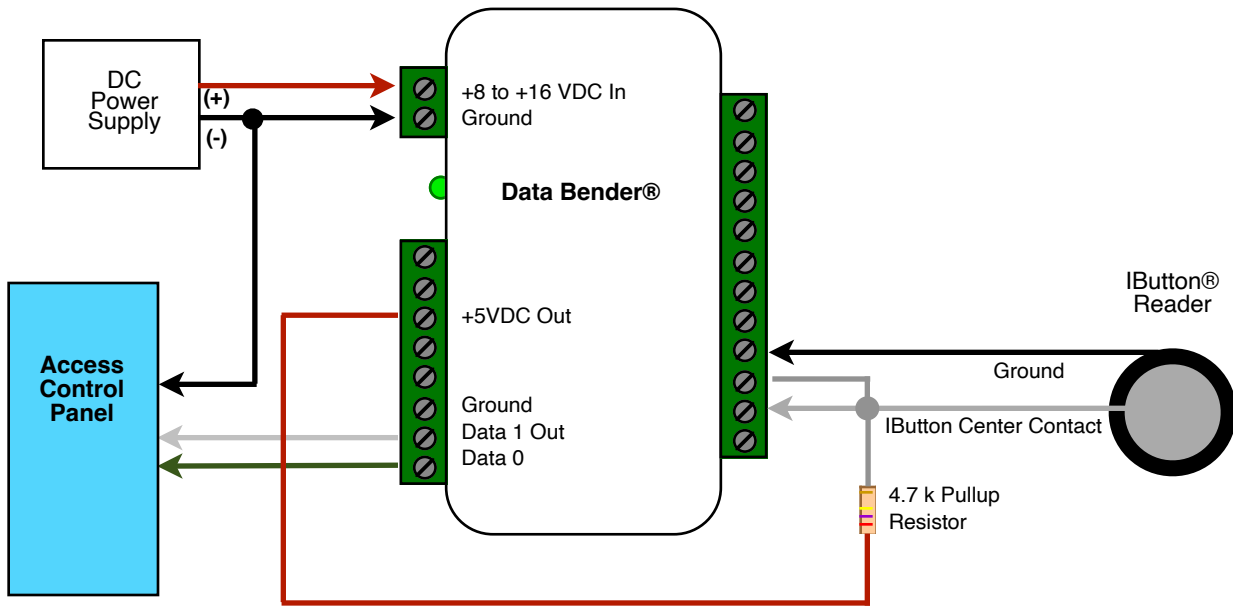 DC
Power
Supply
(+)
(-)
+8 to +16 VDC In
Ground
Data Bender®
+5VDC Out
Ground
Data 1 Out
Data 0
Access
Control
Panel
IButton®
Reader
Ground
IButton Center Contact
4.7 k Pullup
Resistor